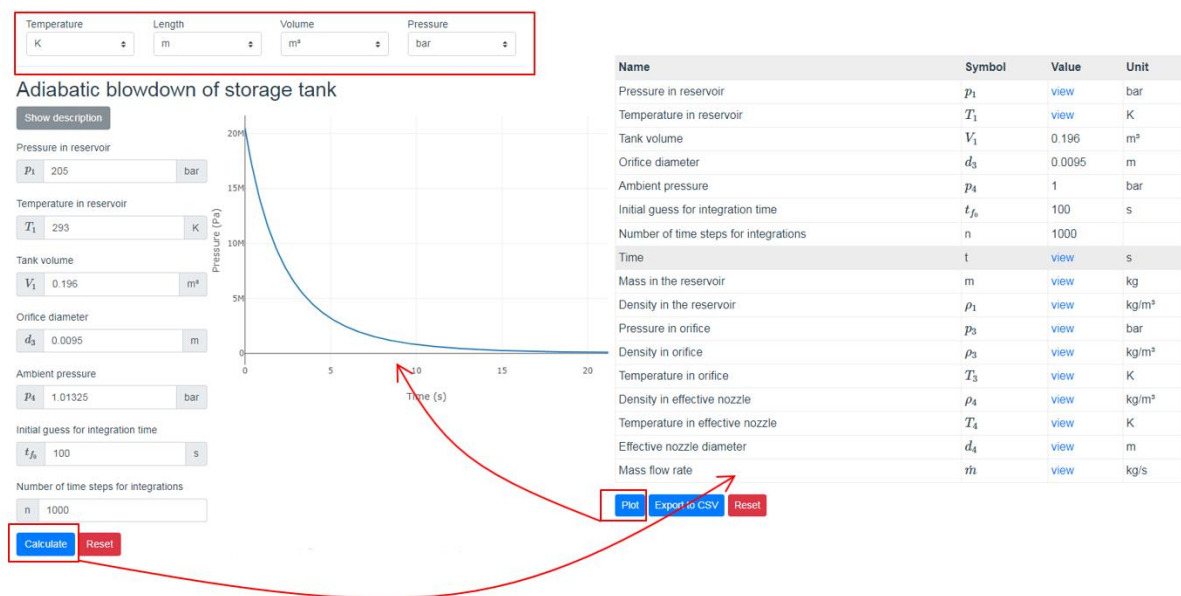 Temperature Length Volume Pressure
K m m³ bar
Adiabatic blowdown of storage tank
Show description
Pressure in reservoir
p₁ 205 bar
Temperature in reservoir
T₁ 293 K
Tank volume
V₁ 0.196 m³
Orifice diameter
d₃ 0.0095 m
Ambient pressure
p₄ 1.01325 bar
Initial guess for integration time
t_f₀ 100 s
Number of time steps for integrations
n 1000
Calculate Reset
20M
15M
10M
5M
0
Pressure (Pa)
0 5 10 15 20
Time (s)
Name Symbol Value Unit
Pressure in reservoir p₁ view bar
Temperature in reservoir T₁ view K
Tank volume V₁ 0.196 m³
Orifice diameter d₃ 0.0095 m
Ambient pressure p₄ 1 bar
Initial guess for integration time t_f₀ 100 s
Number of time steps for integrations n 1000
Time t view s
Mass in the reservoir m view kg
Density in the reservoir ρ₁ view kg/m³
Pressure in orifice p₃ view bar
Density in orifice ρ₃ view kg/m³
Temperature in orifice T₃ view K
Density in effective nozzle ρ₄ view kg/m³
Temperature in effective nozzle T₄ view K
Effective nozzle diameter d₄ view m
Mass flow rate ṁ view kg/s
Plot Export to CSV Reset